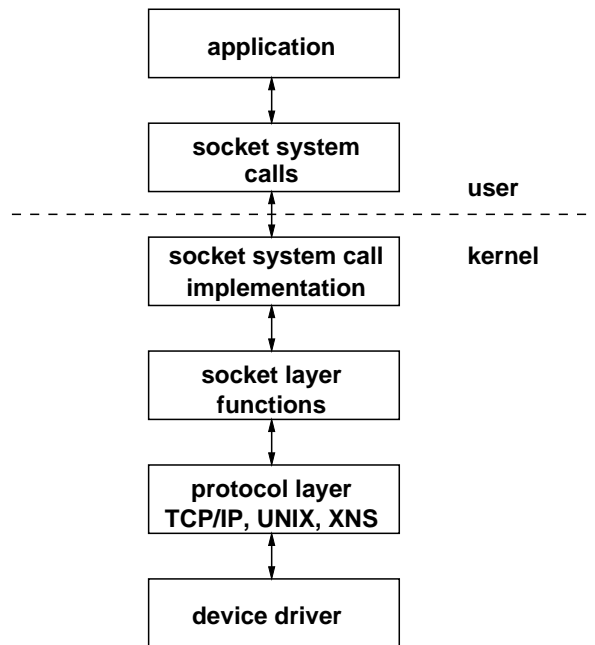 application
socket system
calls
user
socket system call
implementation
kernel
socket layer
functions
protocol layer
TCP/IP, UNIX, XNS
device driver